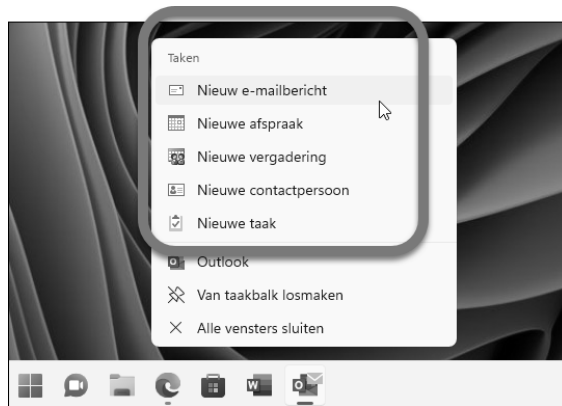 Taken
Nieuw e-mailbericht
Nieuwe afspraak
Nieuwe vergadering
Nieuwe contactpersoon
Nieuwe taak
Outlook
Van taakbalk losmaken
Alle vensters sluiten